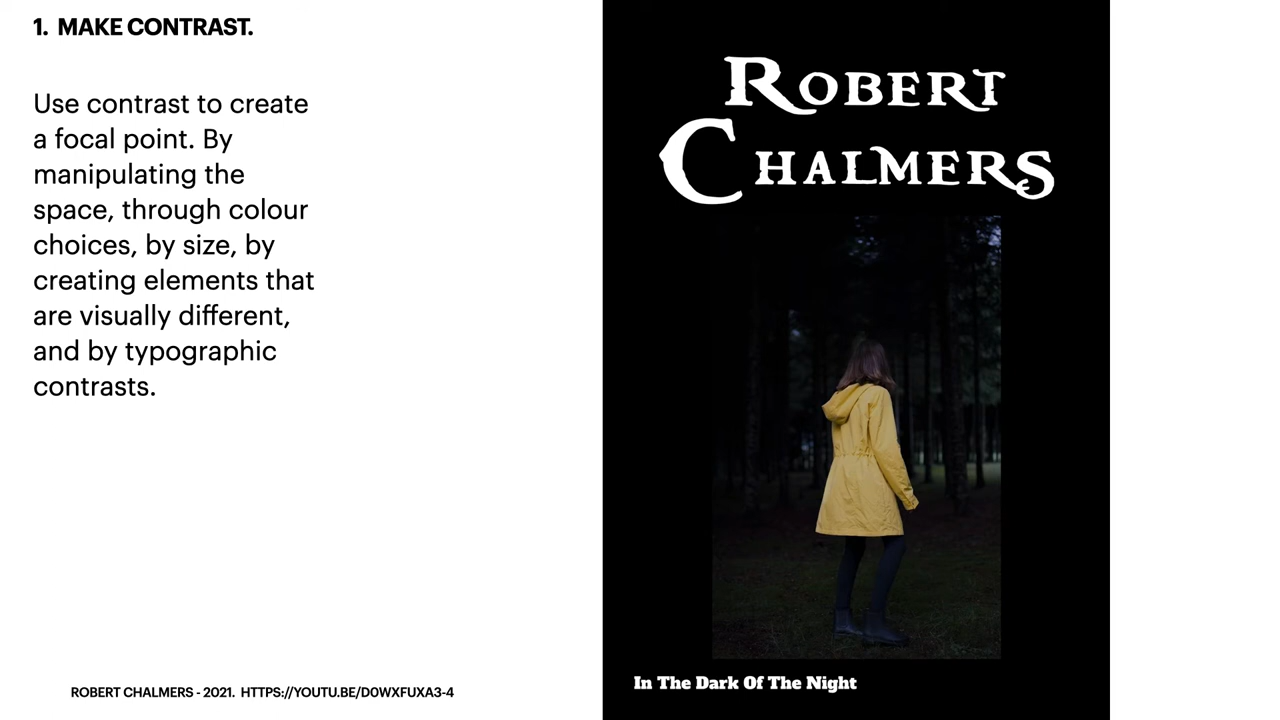 1. MAKE CONTRAST.
Use contrast to create
a focal point. By
manipulating the
space, through colour
choices, by size, by
creating elements that
are visually different,
and by typographic
contrasts.
ROBERT CHALMERS - 2021. HTTPS://YOUTU.BE/D0WXFUXA3-4
ROBERT
CHALMERS
In The Dark Of The Night